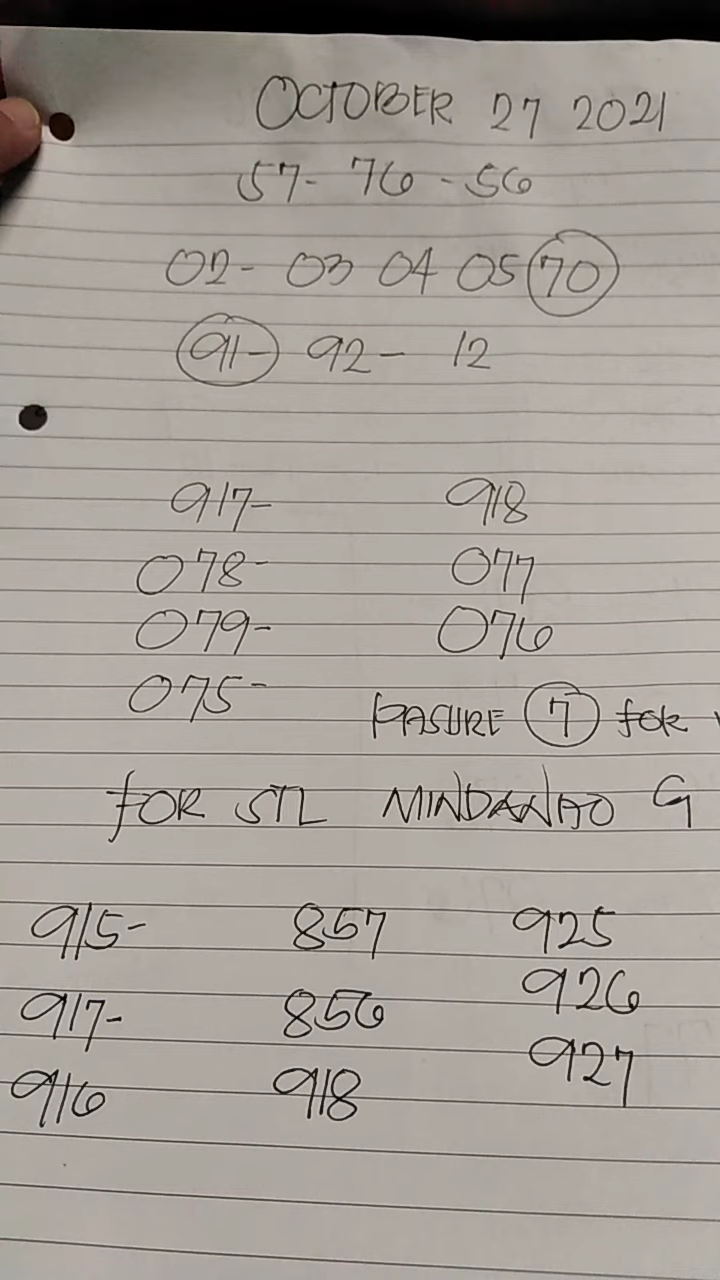 OCTOBER 27 2021
57- 76 - 56
02- 03 04 05 70
91- 92- 12
917- 918
078- 077
079- 076
075-
PASURE 7 FOR
FOR STL MINDANAO G
915- 857 925
926
917- 856
927
916 918